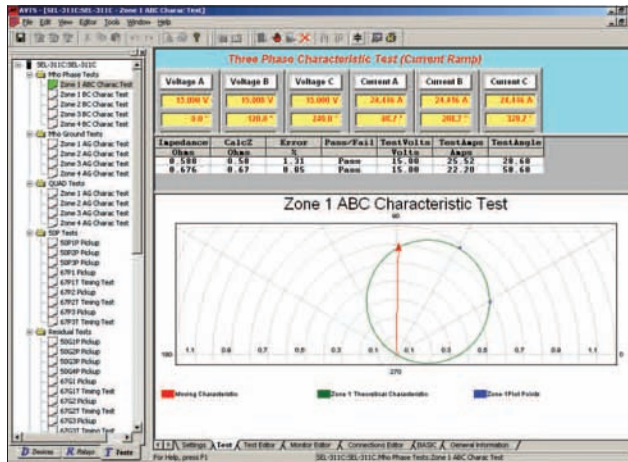 AVTS - [SEL-311C:SEL-311C - Zone 1 ABC Charac Test]
File Edit View Editor Tools Window Help
SEL-311C:SEL-311C
Mho Phase Tests
Zone 1 ABC Charac Test
Zone 1 BC Charac Test
Zone 2 BC Charac Test
Zone 3 BC Charac Test
Zone 4 BC Charac Test
Mho Ground Tests
Zone 1 AG Charac Test
Zone 2 AG Charac Test
Zone 3 AG Charac Test
Zone 4 AG Charac Test
QUAD Tests
Zone 1 AG Charac Test
Zone 2 AG Charac Test
Zone 3 AG Charac Test
Zone 4 AG Charac Test
50P Tests
50P1P Pickup
50P2P Pickup
50P3P Pickup
67P1 Pickup
67P1T Timing Test
67P2 Pickup
67P2T Timing Test
67P3 Pickup
67P3T Timing Test
Residual Tests
50G1P Pickup
50G2P Pickup
50G3P Pickup
50G4P Pickup
67G1 Pickup
67G1T Timing Test
67G2 Pickup
67G2T Timing Test
67G3 Pickup
67G3T Timing Test
Devices Relays Tests
Three Phase Characteristic Test (Current Ramp)
Voltage A Voltage B Voltage C Current A Current B Current C
15.000 V 15.000 V 15.000 V 24.416 A 24.416 A 24.416 A
0.0 ° 120.0 ° 240.0 °
Impedance CalcZ Error Pass/Fail TestVolts TestAmps TestAngle
Ohms Ohms % Volts Amps
0.588 0.58 1.31 Pass 15.00 25.52 28.60
0.676 0.67 0.85 Pass 15.00 22.20 58.60
Zone 1 ABC Characteristic Test
90
180 1.1 0.9 0.7 0.5 0.3 0.1 0.1 0.3 0.5 0.7 0.9 1.1 0
270
Moving Characteristic Zone 1 Theoretical Characteristic Zone 1 Plot Points
Settings Test Test Editor Monitor Editor Connections Editor BASIC General Information
For Help, press F1 SEL-311C:SEL-311C:Mho Phase Tests:Zone 1 ABC Charac Test